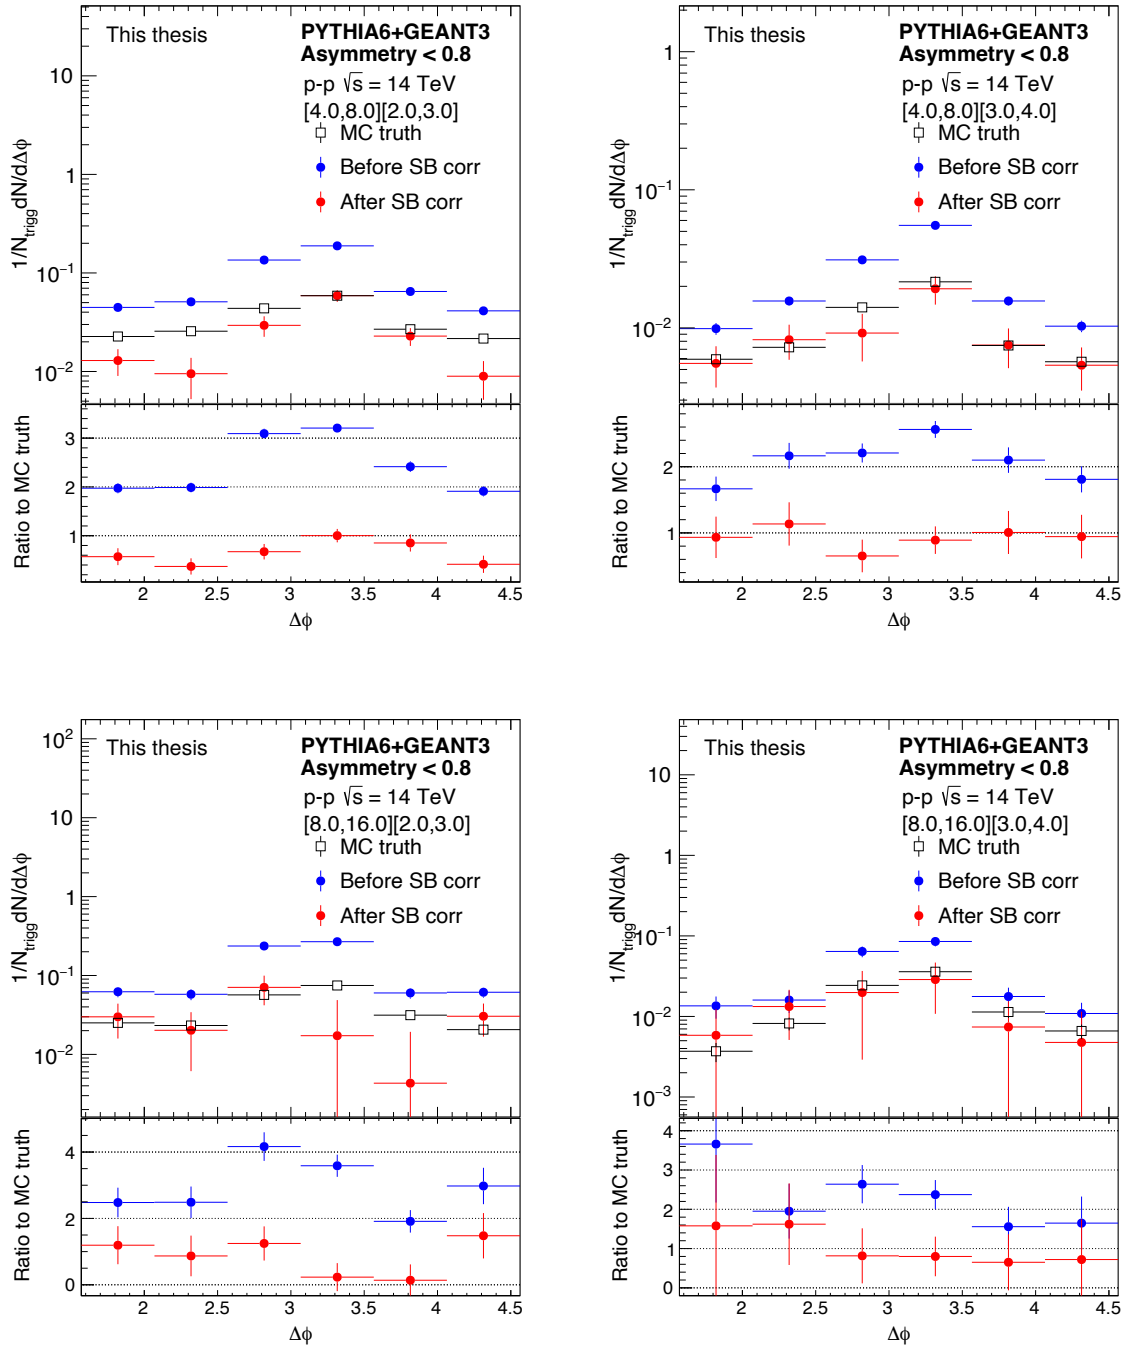 This thesis
PYTHIA6+GEANT3
Asymmetry < 0.8
p-p √s = 14 TeV
[4.0,8.0][2.0,3.0]
MC truth
Before SB corr
After SB corr
1/N_trigg dN/dΔϕ
10
1
10⁻¹
10⁻²
Ratio to MC truth
3
2
1
2 2.5 3 3.5 4 4.5
Δϕ
This thesis
PYTHIA6+GEANT3
Asymmetry < 0.8
p-p √s = 14 TeV
[4.0,8.0][3.0,4.0]
MC truth
Before SB corr
After SB corr
1/N_trigg dN/dΔϕ
1
10⁻¹
10⁻²
Ratio to MC truth
2
1
2 2.5 3 3.5 4 4.5
Δϕ
This thesis
PYTHIA6+GEANT3
Asymmetry < 0.8
p-p √s = 14 TeV
[8.0,16.0][2.0,3.0]
MC truth
Before SB corr
After SB corr
1/N_trigg dN/dΔϕ
10²
10
1
10⁻¹
10⁻²
Ratio to MC truth
4
2
0
2 2.5 3 3.5 4 4.5
Δϕ
This thesis
PYTHIA6+GEANT3
Asymmetry < 0.8
p-p √s = 14 TeV
[8.0,16.0][3.0,4.0]
MC truth
Before SB corr
After SB corr
1/N_trigg dN/dΔϕ
10
1
10⁻¹
10⁻²
10⁻³
Ratio to MC truth
4
3
2
1
0
2 2.5 3 3.5 4 4.5
Δϕ